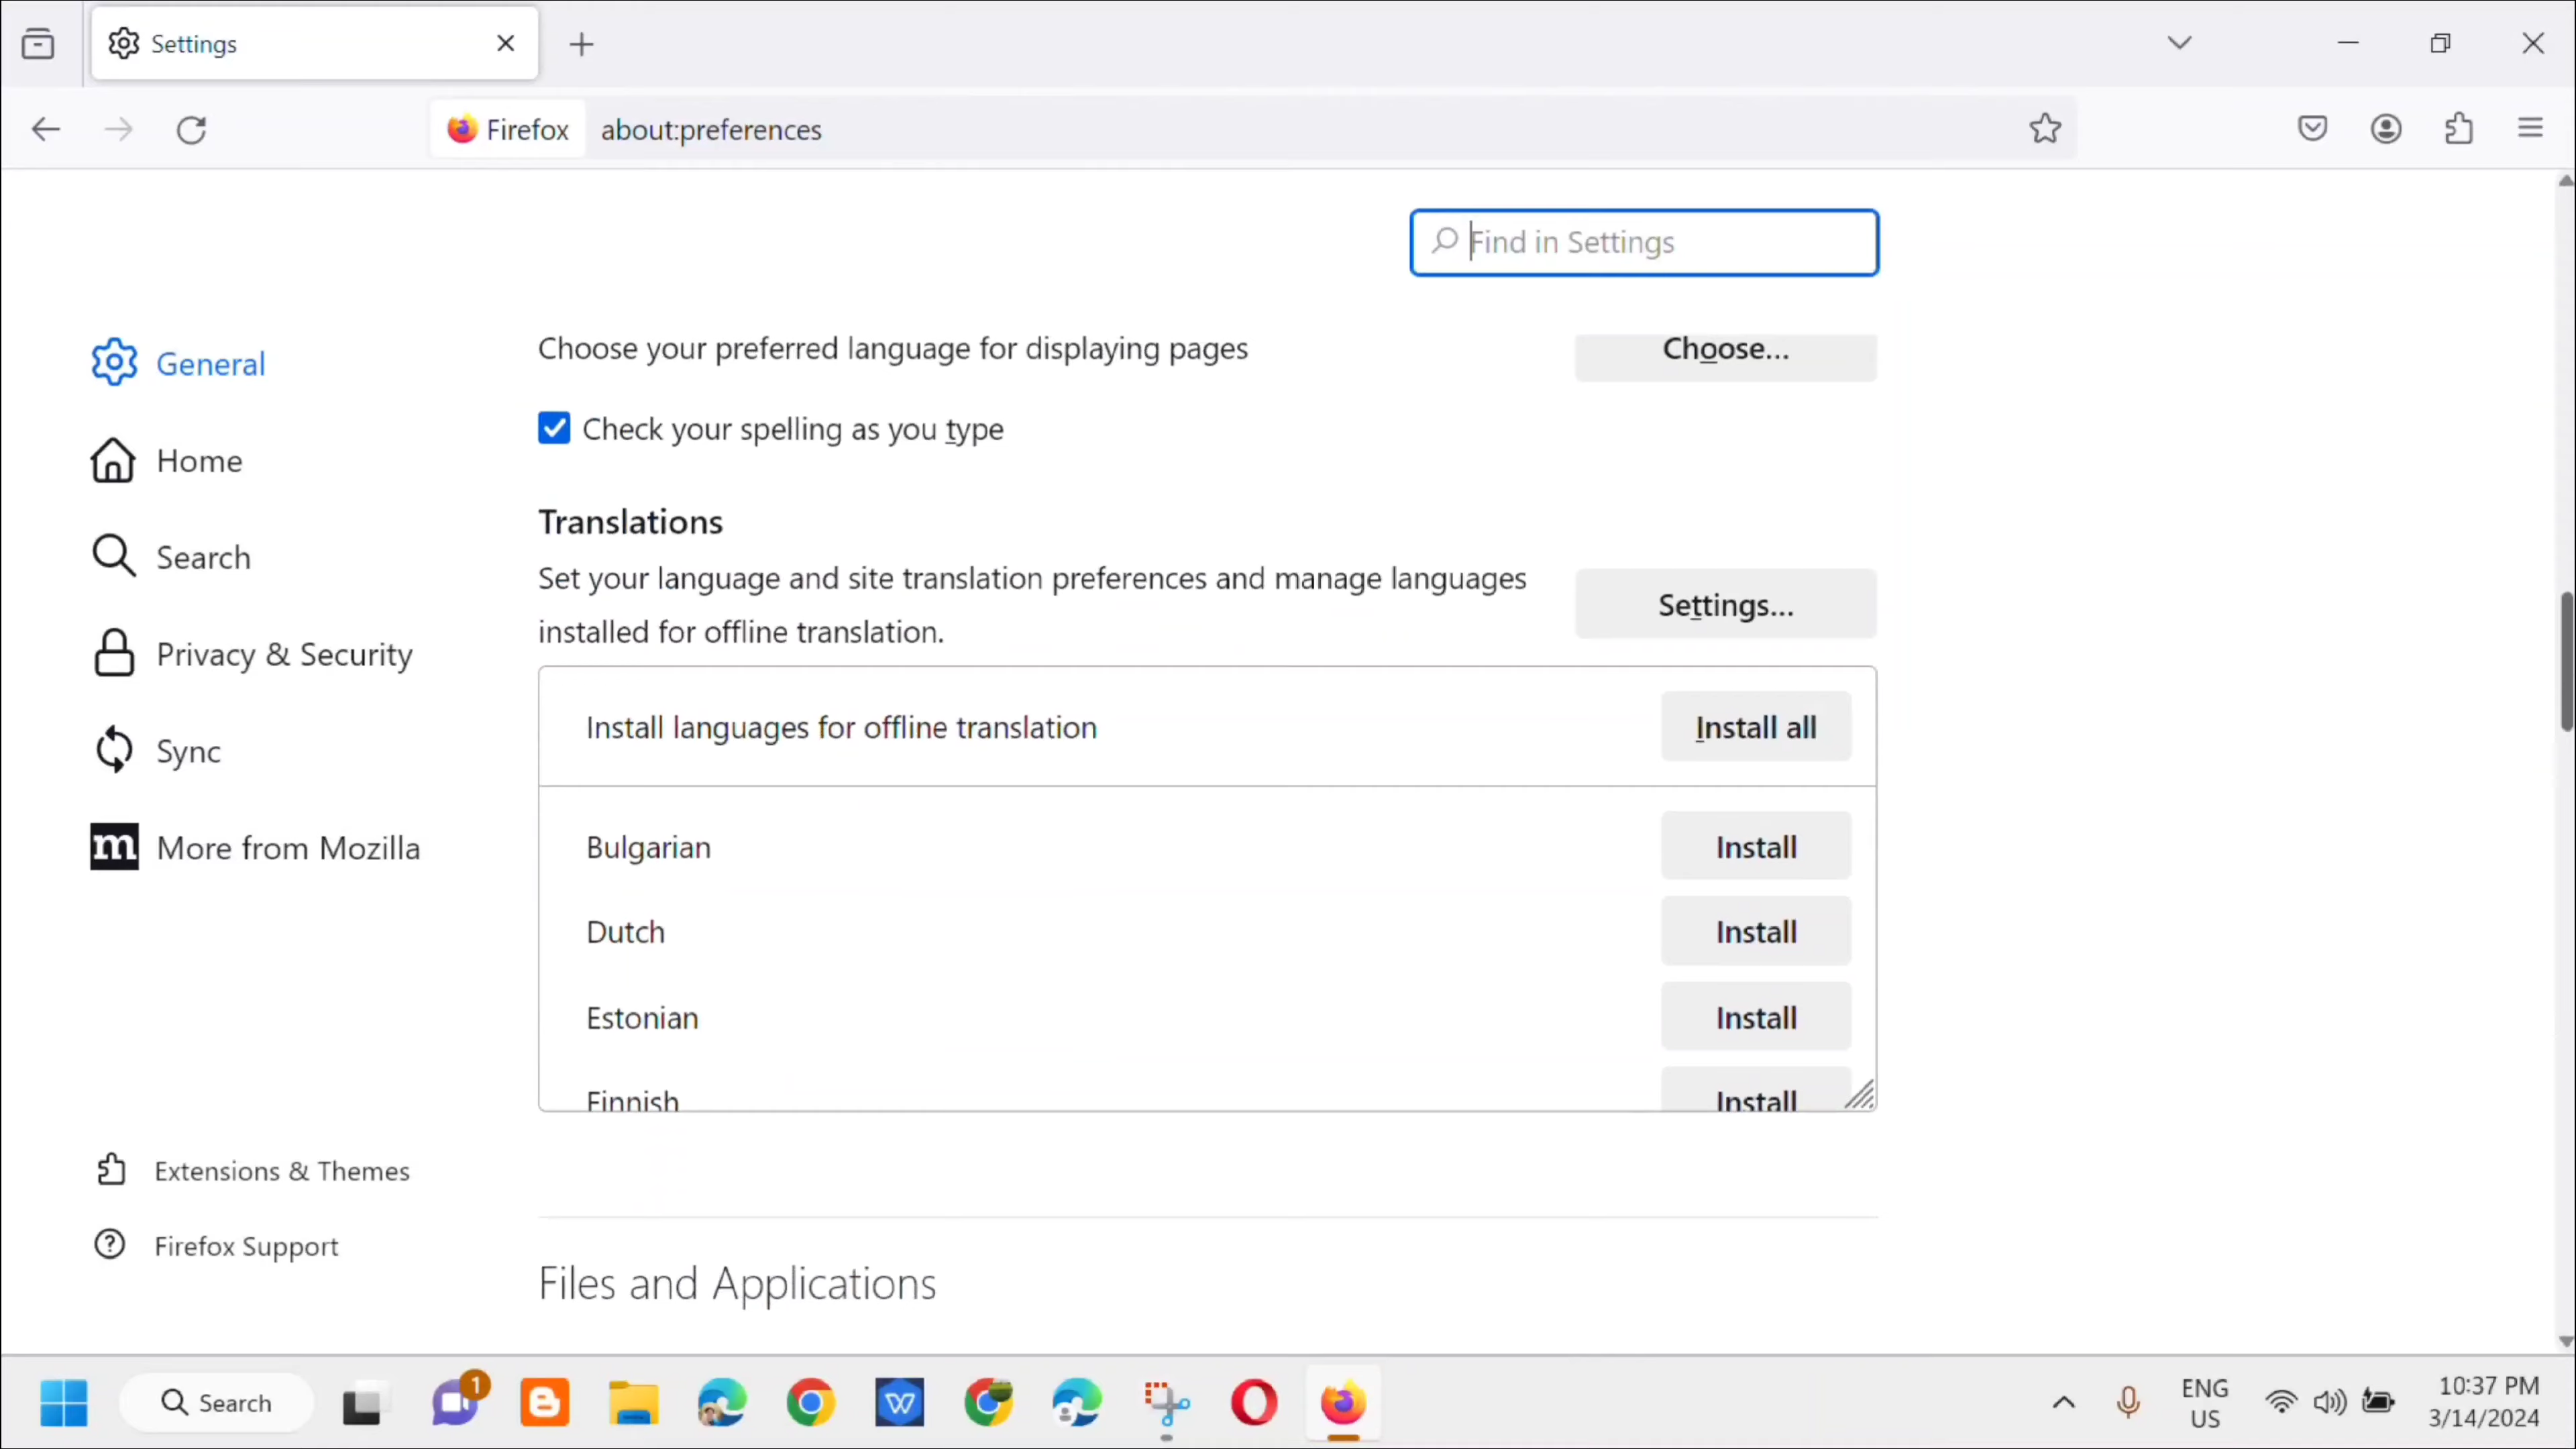 Settings
Firefox about:preferences
Find in Settings
General
Home
Search
Privacy & Security
Sync
More from Mozilla
Extensions & Themes
Firefox Support
Choose your preferred language for displaying pages
Choose...
Check your spelling as you type
Translations
Set your language and site translation preferences and manage languages
installed for offline translation.
Settings...
Install languages for offline translation
Install all
Bulgarian
Install
Dutch
Install
Estonian
Install
Finnish
Install
Files and Applications
Search
1
ENG
US
10:37 PM
3/14/2024